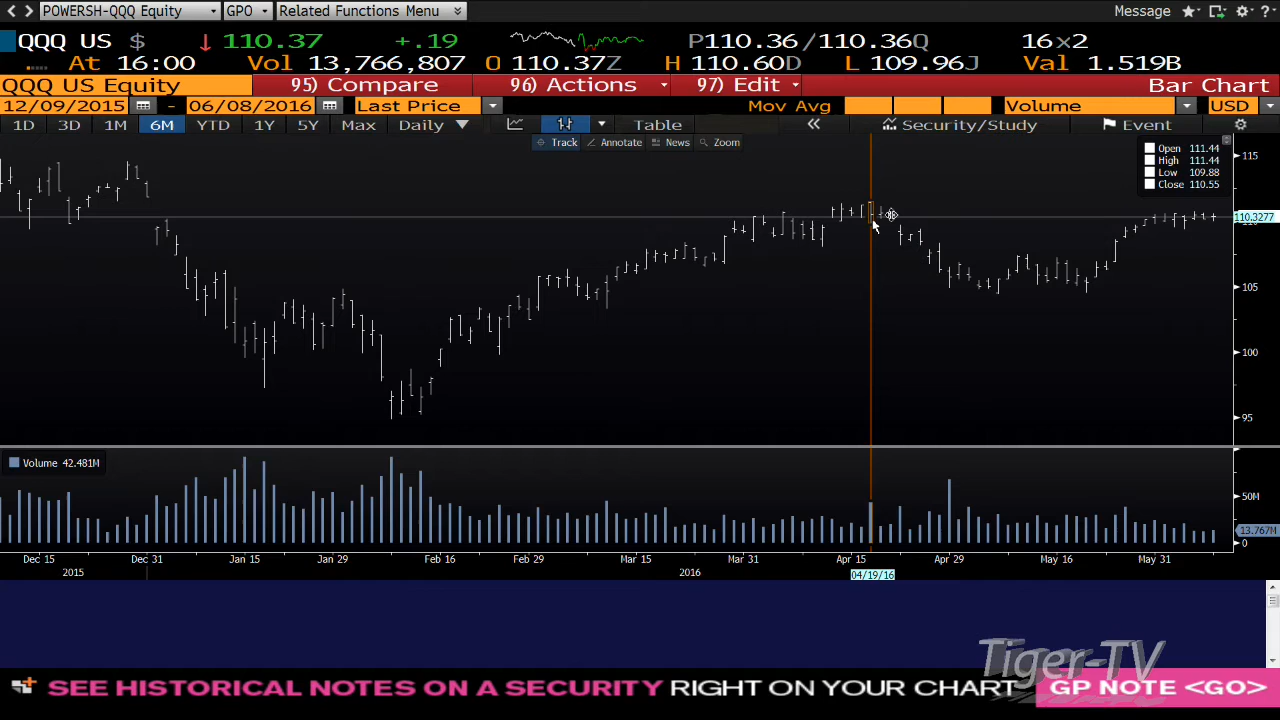 POWERSH-QQQ Equity GPO Related Functions Menu Message ?
QQQ US $ ↓ 110.37 +.19 P110.36/110.36Q 16x2
At 16:00 Vol 13,766,807 O 110.37Z H 110.60D L 109.96J Val 1.519B
QQQ US Equity 95) Compare 96) Actions 97) Edit Bar Chart
12/09/2015 - 06/08/2016 Last Price Mov Avg Volume USD
1D 3D 1M 6M YTD 1Y 5Y Max Daily Table « Security/Study Event
Track Annotate News Zoom
Open 111.44
High 111.44
Low 109.88
Close 110.55
115
110.3277
105
100
95
Volume 42.481M
50M
13.767M
0
Dec 15 Dec 31 Jan 15 Jan 29 Feb 16 Feb 29 Mar 15 Mar 31 Apr 15 Apr 29 May 16 May 31
2015 2016 04/19/16
Tiger-TV
SEE HISTORICAL NOTES ON A SECURITY RIGHT ON YOUR CHART GP NOTE <GO>